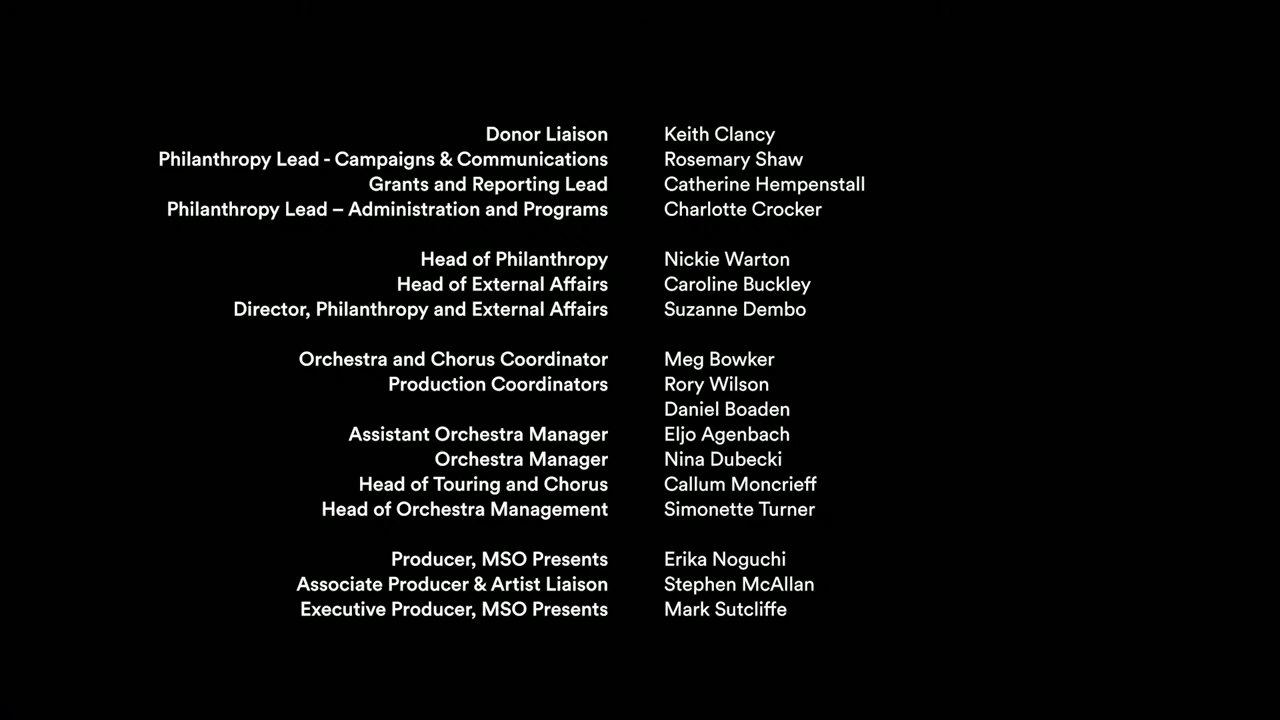 Donor Liaison Keith Clancy
Philanthropy Lead - Campaigns & Communications Rosemary Shaw
Grants and Reporting Lead Catherine Hempenstall
Philanthropy Lead – Administration and Programs Charlotte Crocker
Head of Philanthropy Nickie Warton
Head of External Affairs Caroline Buckley
Director, Philanthropy and External Affairs Suzanne Dembo
Orchestra and Chorus Coordinator Meg Bowker
Production Coordinators Rory Wilson
Daniel Boaden
Assistant Orchestra Manager Eljo Agenbach
Orchestra Manager Nina Dubecki
Head of Touring and Chorus Callum Moncrieff
Head of Orchestra Management Simonette Turner
Producer, MSO Presents Erika Noguchi
Associate Producer & Artist Liaison Stephen McAllan
Executive Producer, MSO Presents Mark Sutcliffe